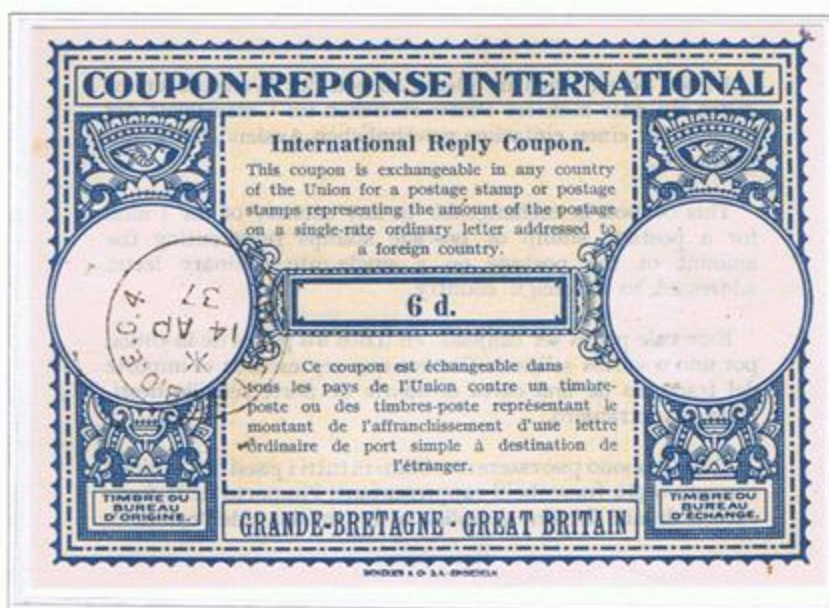 COUPON-REPONSE INTERNATIONAL
International Reply Coupon.
This coupon is exchangeable in any country
of the Union for a postage stamp or postage
stamps representing the amount of the postage
on a single-rate ordinary letter addressed to
a foreign country.
6 d.
Ce coupon est échangeable dans
tous les pays de l'Union contre un timbre-
poste ou des timbres-poste représentant le
montant de l'affranchissement d'une lettre
ordinaire de port simple à destination de
l'étranger.
E.C.4
14 AP
37
TIMBRE DU
BUREAU
D'ORIGINE.
GRANDE-BRETAGNE · GREAT BRITAIN
TIMBRE DU
BUREAU
D'ÉCHANGE.